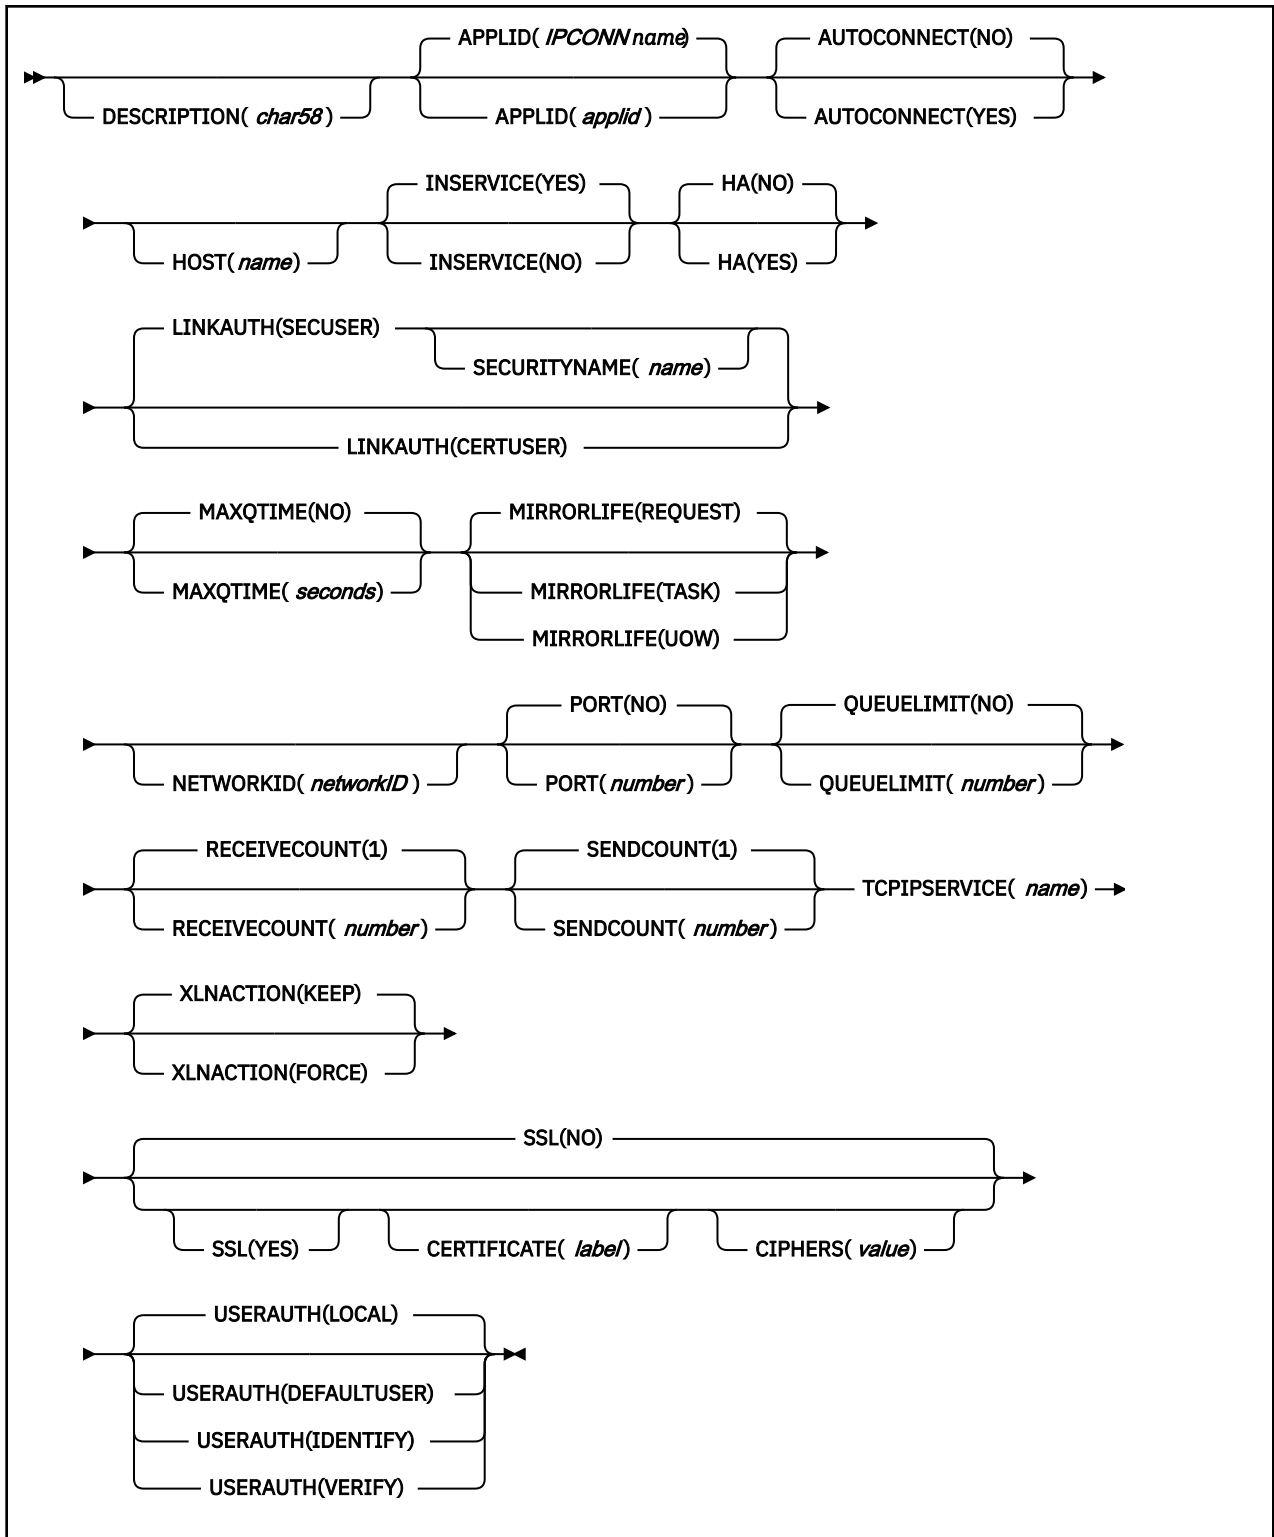 APPLID( IPCONN name) AUTOCONNECT(NO)
DESCRIPTION( char58 ) APPLID( applid ) AUTOCONNECT(YES)
INSERVICE(YES) HA(NO)
HOST( name) INSERVICE(NO) HA(YES)
LINKAUTH(SECUSER)
SECURITYNAME( name)
LINKAUTH(CERTUSER)
MAXQTIME(NO) MIRRORLIFE(REQUEST)
MAXQTIME( seconds) MIRRORLIFE(TASK)
MIRRORLIFE(UOW)
PORT(NO) QUEUELIMIT(NO)
NETWORKID( networkID ) PORT( number) QUEUELIMIT( number)
RECEIVECOUNT(1) SENDCOUNT(1)
TCPIPSERVICE( name)
RECEIVECOUNT( number) SENDCOUNT( number)
XLNACTION(KEEP)
XLNACTION(FORCE)
SSL(NO)
SSL(YES) CERTIFICATE( label) CIPHERS( value)
USERAUTH(LOCAL)
USERAUTH(DEFAULTUSER)
USERAUTH(IDENTIFY)
USERAUTH(VERIFY)